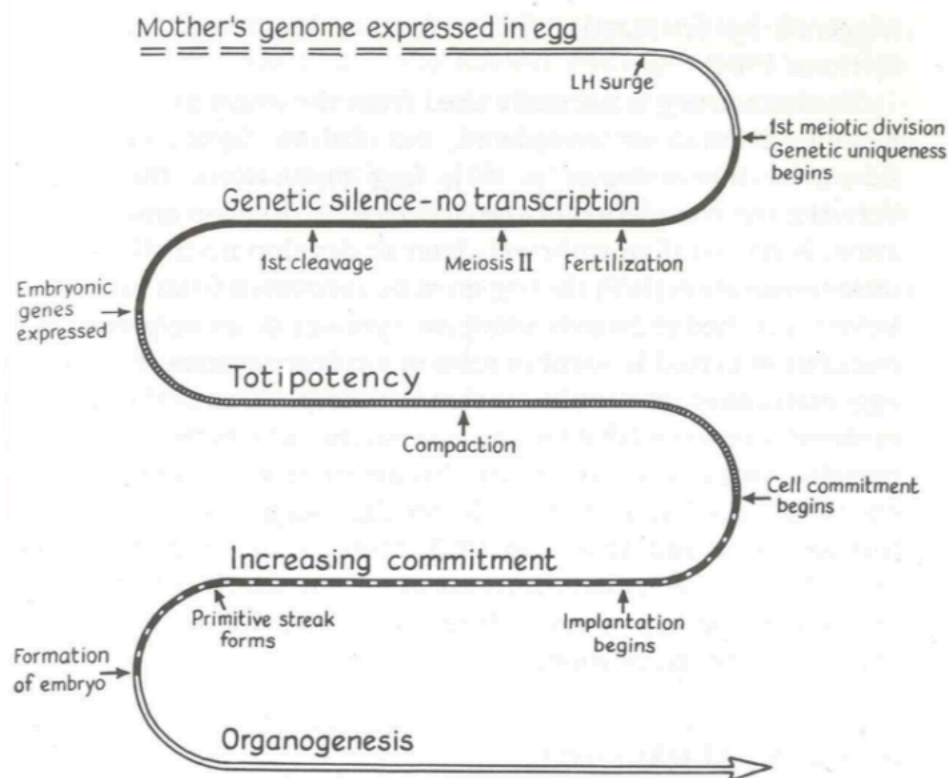 Mother's genome expressed in egg
LH surge
1st meiotic division
Genetic uniqueness
begins
Genetic silence-no transcription
1st cleavage
Meiosis II
Fertilization
Embryonic
genes
expressed
Totipotency
Compaction
Cell commitment
begins
Increasing commitment
Primitive streak
forms
Implantation
begins
Formation
of embryo
Organogenesis